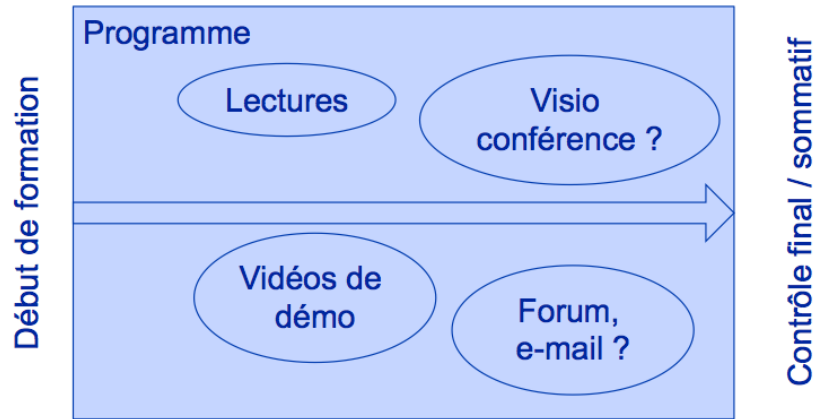 Programme
Début de formation
Lectures
Visio
conférence ?
Vidéos de
démo
Forum,
e-mail ?
Contrôle final / sommatif